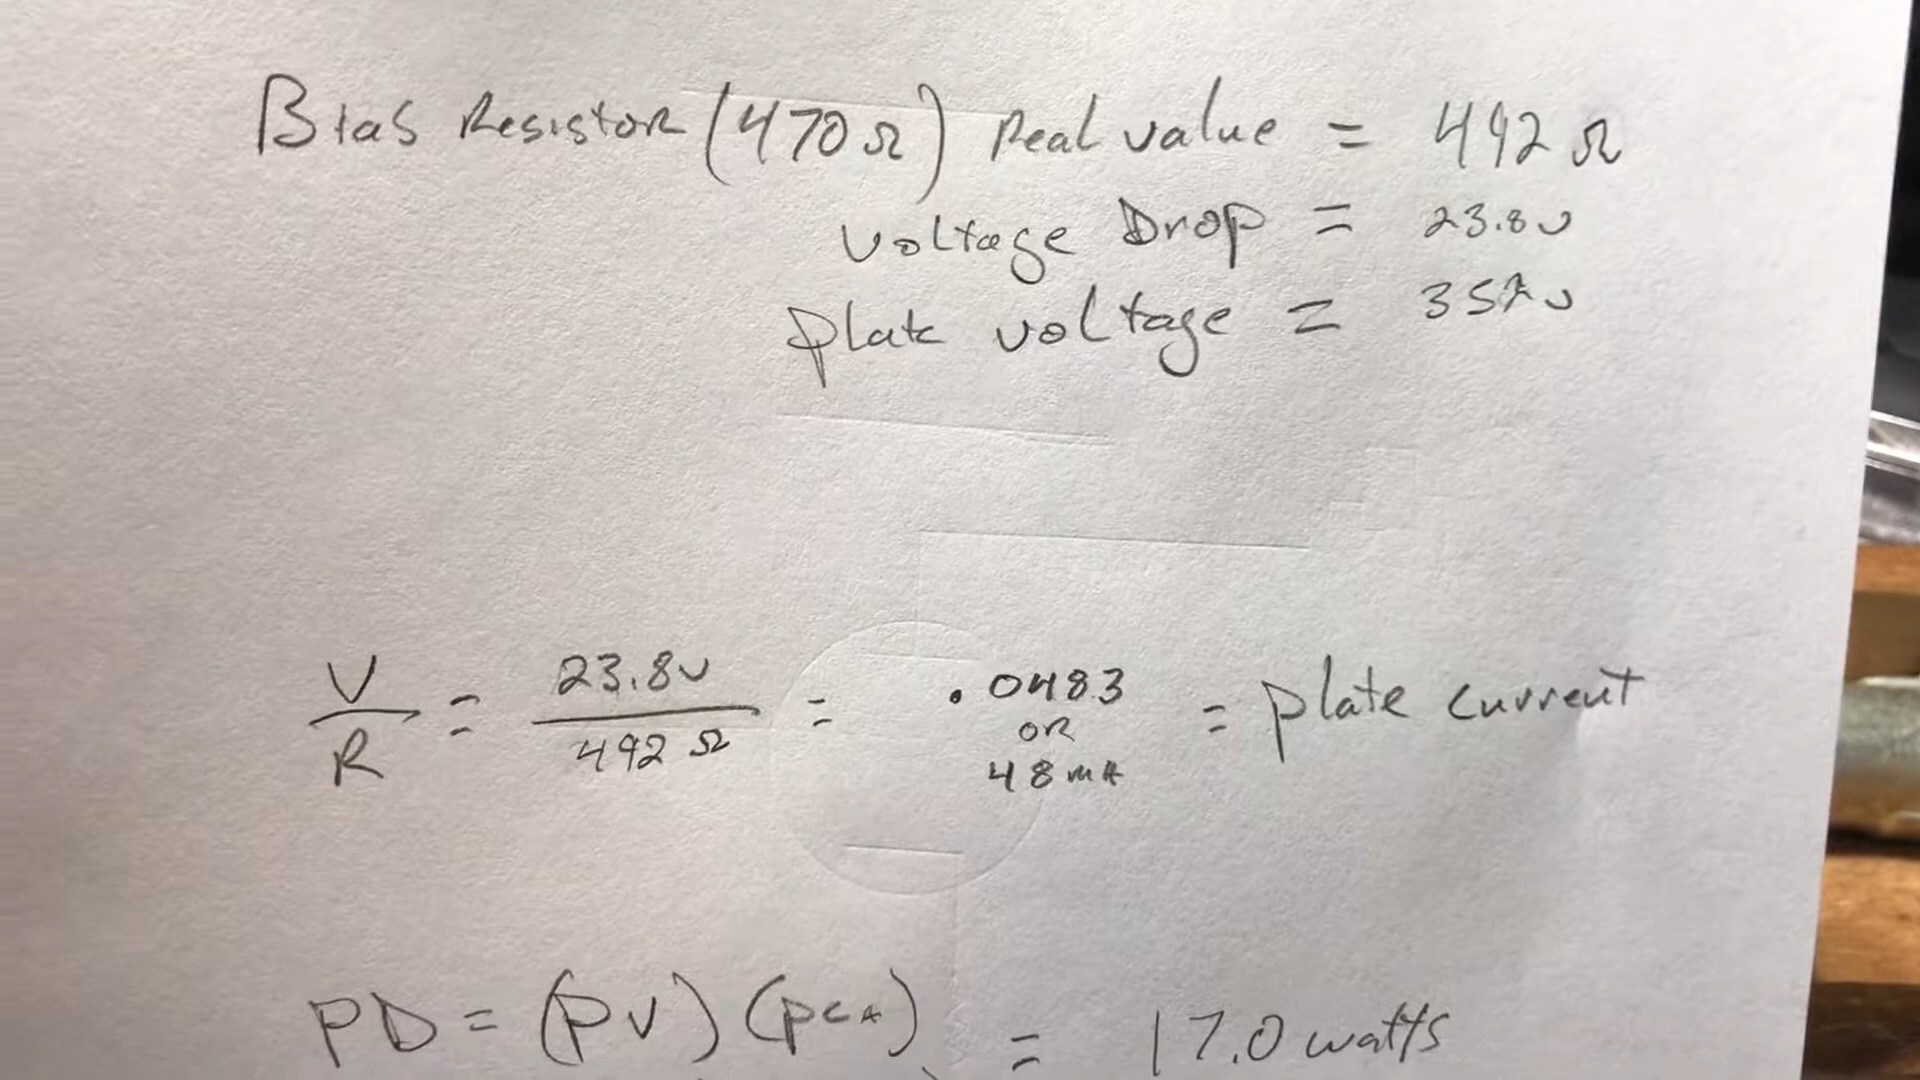 Bias Resistor (470 Ω) Real value = 492 Ω
Voltage Drop = 23.8v
Plate voltage =
V/R = 23.8v/492 Ω = .0483 OR 48mA = plate current
PD = (PV) (PCA) = 17.0 watts